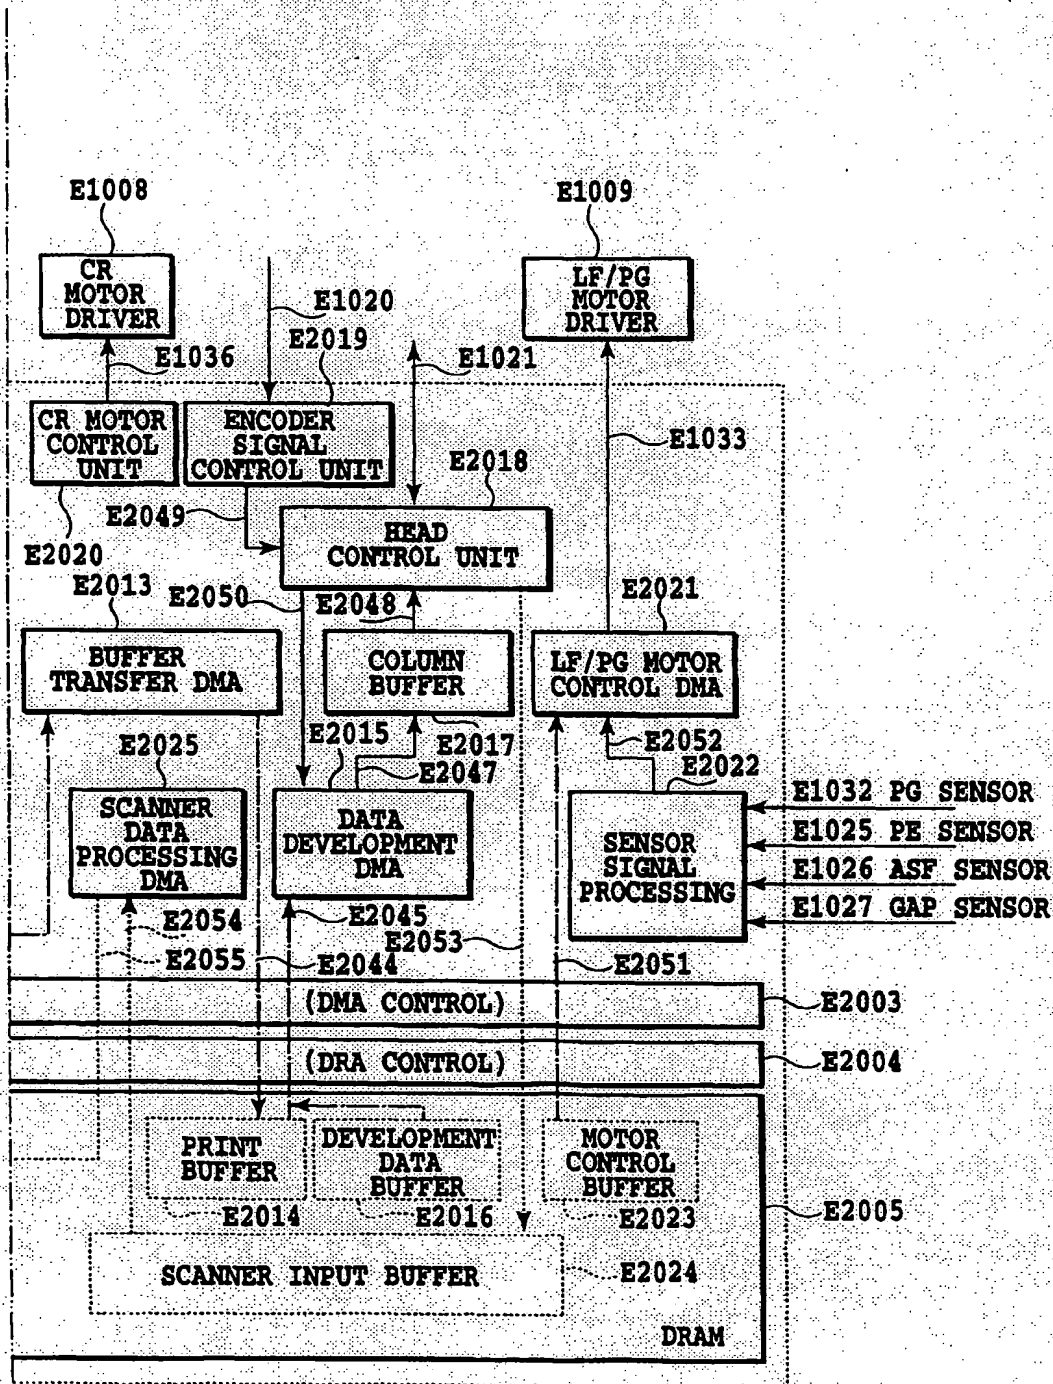 E1008
E1009
CR
MOTOR
DRIVER
LF/PG
MOTOR
DRIVER
E1020
E2019
E1036
E1021
CR MOTOR
CONTROL
UNIT
ENCODER
SIGNAL
CONTROL UNIT
E1033
E2018
E2049
HEAD
CONTROL UNIT
E2020
E2013
E2050
E2048
E2021
BUFFER
TRANSFER DMA
COLUMN
BUFFER
LF/PG MOTOR
CONTROL DMA
E2025
E2015
E2017
E2052
E2047
E2022
SCANNER
DATA
PROCESSING
DMA
DATA
DEVELOPMENT
DMA
SENSOR
SIGNAL
PROCESSING
E1032 PG SENSOR
E1025 PE SENSOR
E1026 ASF SENSOR
E1027 GAP SENSOR
E2054
E2045
E2053
E2055
E2044
E2051
(DMA CONTROL)
E2003
(DRA CONTROL)
E2004
PRINT
BUFFER
DEVELOPMENT
DATA
BUFFER
MOTOR
CONTROL
BUFFER
E2014
E2016
E2023
E2005
SCANNER INPUT BUFFER
E2024
DRAM